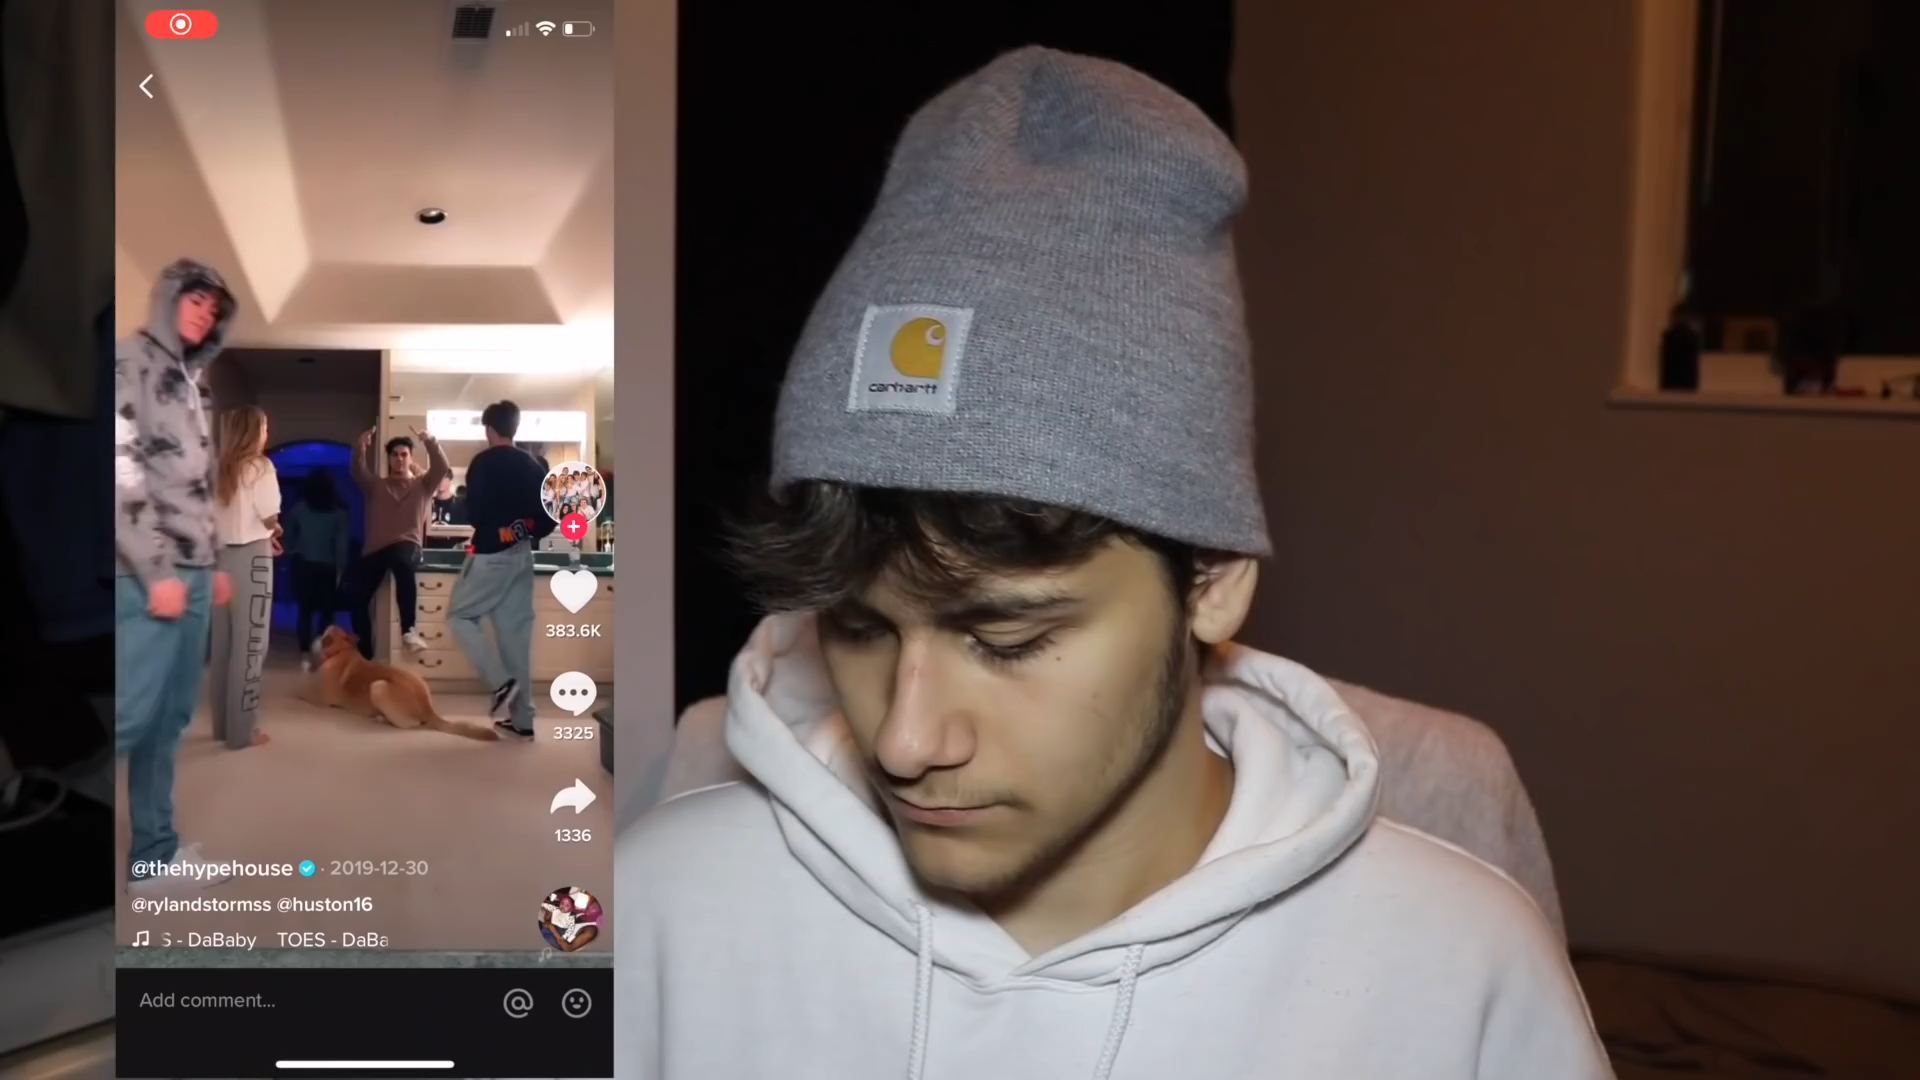 carhartt
383.6K
3325
1336
@thehypehouse · 2019-12-30
@rylandstormss @huston16
S - DaBaby TOES - DaBa
Add comment...